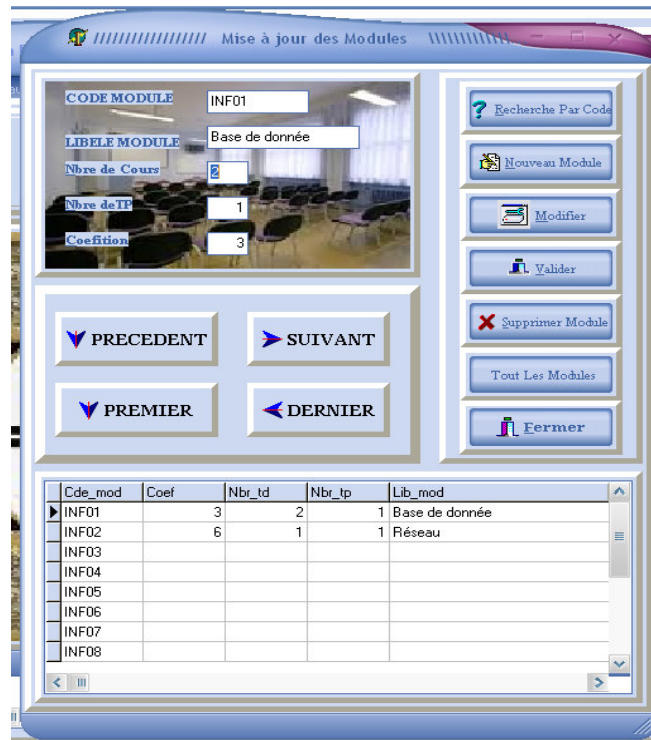 Mise à jour des Modules
CODE MODULE INF01
LIBELE MODULE Base de donnée
Nbre de Cours 2
Nbre deTP 1
Coefition 3
Recherche Par Code
Nouveau Module
Modifier
Valider
Supprimer Module
Tout Les Modules
Fermer
PRECEDENT SUIVANT
PREMIER DERNIER
Cde_mod Coef Nbr_td Nbr_tp Lib_mod
INF01 3 2 1 Base de donnée
INF02 6 1 1 Réseau
INF03
INF04
INF05
INF06
INF07
INF08